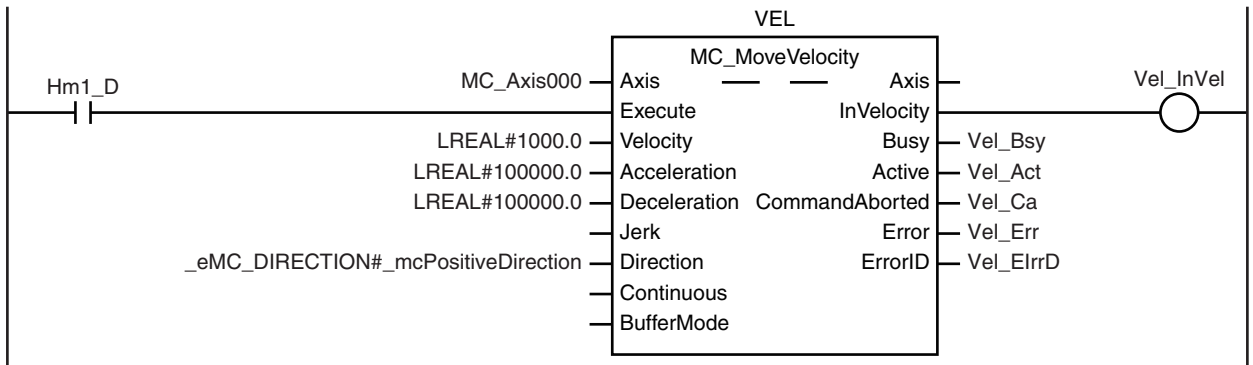 VEL
MC_MoveVelocity
Hm1_D
MC_Axis000 Axis Axis Vel_InVel
Execute InVelocity
LREAL#1000.0 Velocity Busy Vel_Bsy
LREAL#100000.0 Acceleration Active Vel_Act
LREAL#100000.0 Deceleration CommandAborted Vel_Ca
Jerk Error Vel_Err
_eMC_DIRECTION#_mcPositiveDirection Direction ErrorID Vel_ElrrD
Continuous
BufferMode